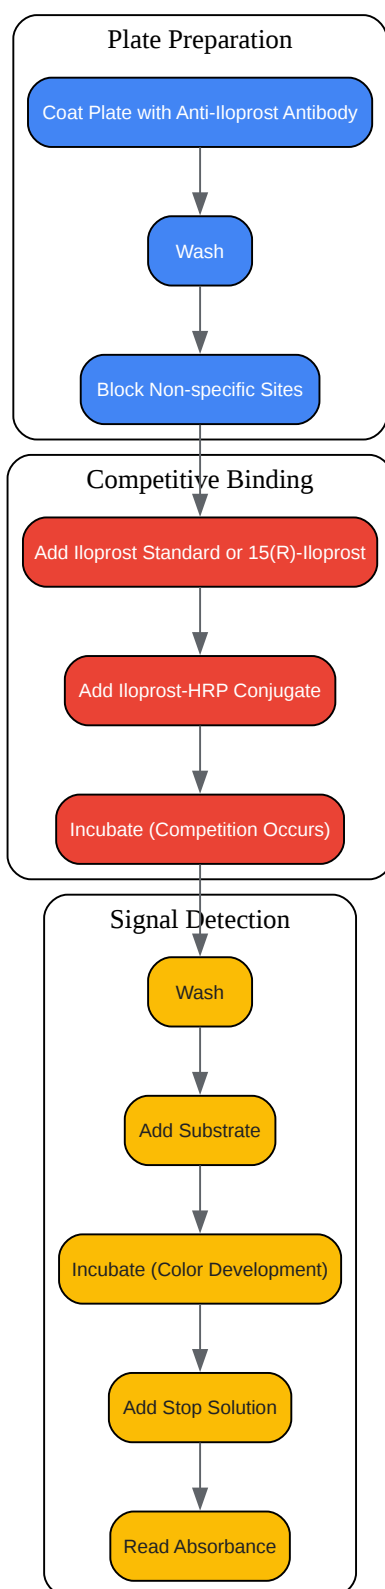 Plate Preparation
Coat Plate with Anti-Iloprost Antibody
Wash
Block Non-specific Sites
Competitive Binding
Add Iloprost Standard or 15(R)-Iloprost
Add Iloprost-HRP Conjugate
Incubate (Competition Occurs)
Signal Detection
Wash
Add Substrate
Incubate (Color Development)
Add Stop Solution
Read Absorbance